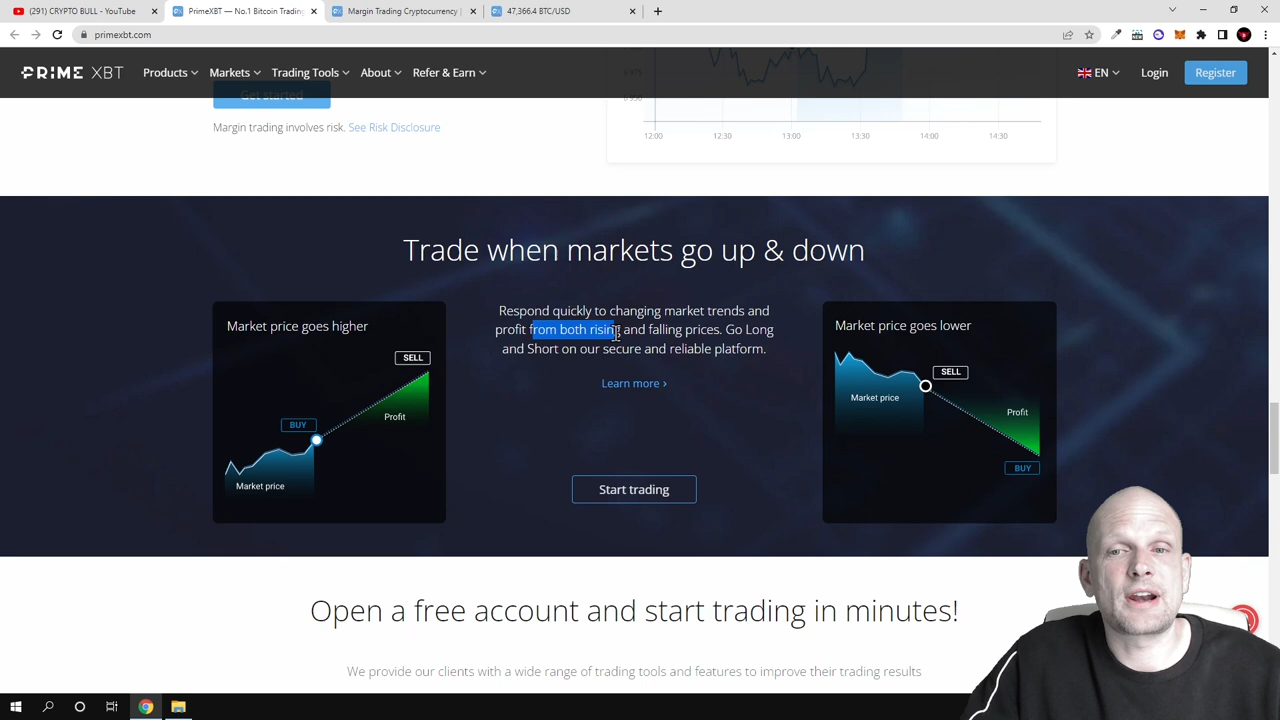 (291) CRYPTO BULL - YouTube
PrimeXBT — No.1 Bitcoin Trading
Margin Trading Cryptocurrency |
47,366.4 BTC/USD
primexbt.com
PRIME XBT
Products
Markets
Trading Tools
About
Refer & Earn
EN
Login
Register
6 975
6 950
Get started
12:00 12:30 13:00 13:30 14:00 14:30
Margin trading involves risk. See Risk Disclosure
Trade when markets go up & down
Market price goes higher
SELL
Profit
BUY
Market price
Respond quickly to changing market trends and
profit from both rising and falling prices. Go Long
and Short on our secure and reliable platform.
Learn more ›
Start trading
Market price goes lower
SELL
Market price
Profit
BUY
Open a free account and start trading in minutes!
We provide our clients with a wide range of trading tools and features to improve their trading results